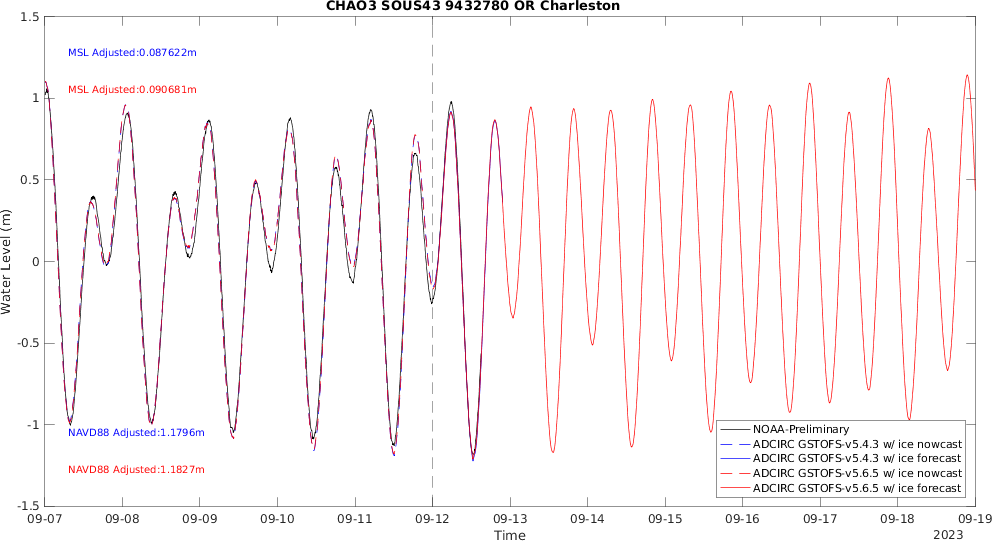 CHAO3 SOUS43 9432780 OR Charleston
1.5
MSL Adjusted:0.087622m
MSL Adjusted:0.090681m
1
0.5
0
Water Level (m)
-0.5
-1
NAVD88 Adjusted:1.1796m
NAVD88 Adjusted:1.1827m
NOAA-Preliminary
ADCIRC GSTOFS-v5.4.3 w/ ice nowcast
ADCIRC GSTOFS-v5.4.3 w/ ice forecast
ADCIRC GSTOFS-v5.6.5 w/ ice nowcast
ADCIRC GSTOFS-v5.6.5 w/ ice forecast
-1.5
09-07 09-08 09-09 09-10 09-11 09-12 09-13 09-14 09-15 09-16 09-17 09-18 09-19
Time
2023